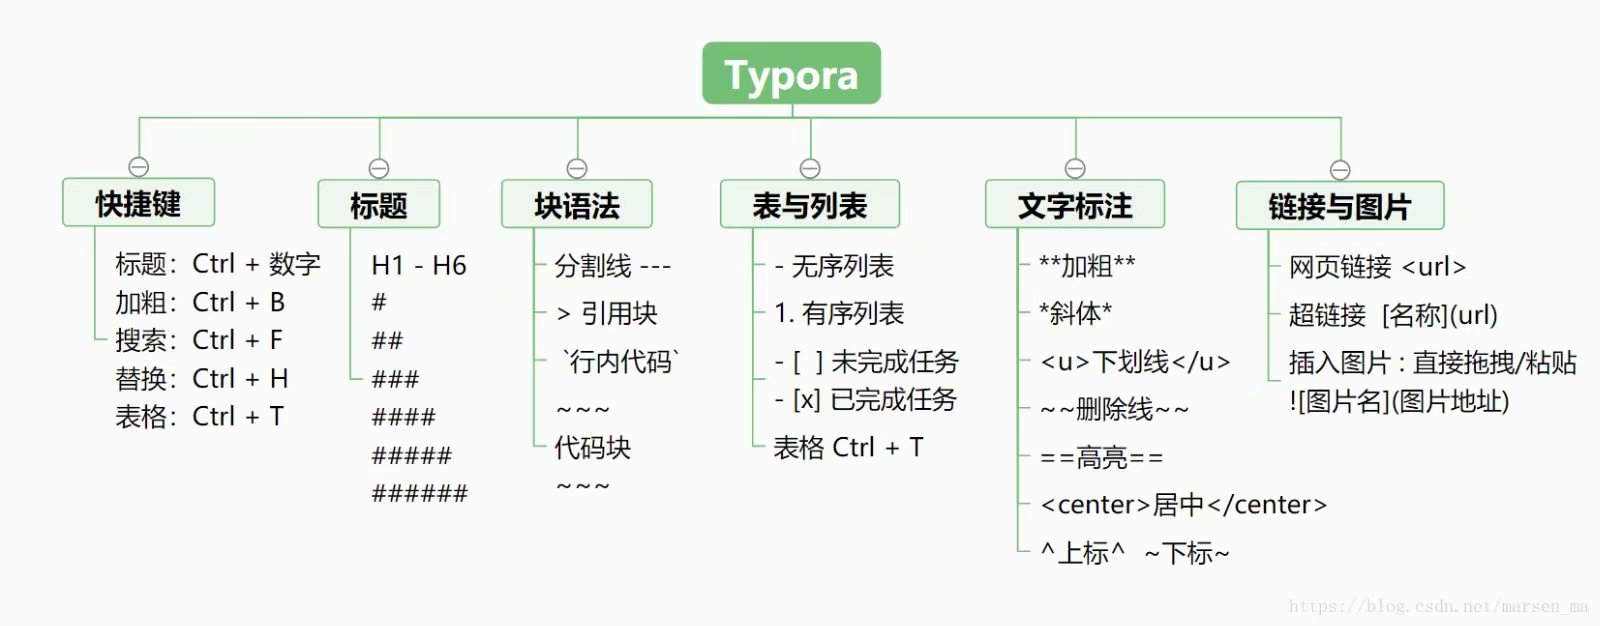 Typora
快捷键
标题：Ctrl + 数字
加粗：Ctrl + B
搜索：Ctrl + F
替换：Ctrl + H
表格：Ctrl + T
标题
H1 - H6
#
##
###
####
#####
######
块语法
分割线 ---
> 引用块
`行内代码`
~~~
代码块
~~~
表与列表
- 无序列表
1. 有序列表
- [ ] 未完成任务
- [x] 已完成任务
表格 Ctrl + T
文字标注
**加粗**
*斜体*
<u>下划线</u>
~~删除线~~
==高亮==
<center>居中</center>
^上标^ ~下标~
链接与图片
网页链接 <url>
超链接 [名称](url)
插入图片 : 直接拖拽/粘贴
![图片名](图片地址)
https://blog.csdn.net/marsen_ma